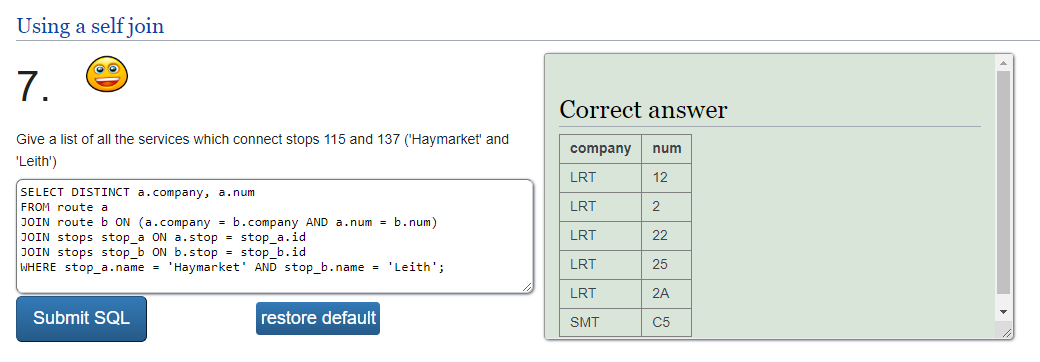 Using a self join
7.
Give a list of all the services which connect stops 115 and 137 ('Haymarket' and
'Leith')
SELECT DISTINCT a.company, a.num
FROM route a
JOIN route b ON (a.company = b.company AND a.num = b.num)
JOIN stops stop_a ON a.stop = stop_a.id
JOIN stops stop_b ON b.stop = stop_b.id
WHERE stop_a.name = 'Haymarket' AND stop_b.name = 'Leith';
Submit SQL restore default
Correct answer
company num
LRT 12
LRT 2
LRT 22
LRT 25
LRT 2A
SMT C5